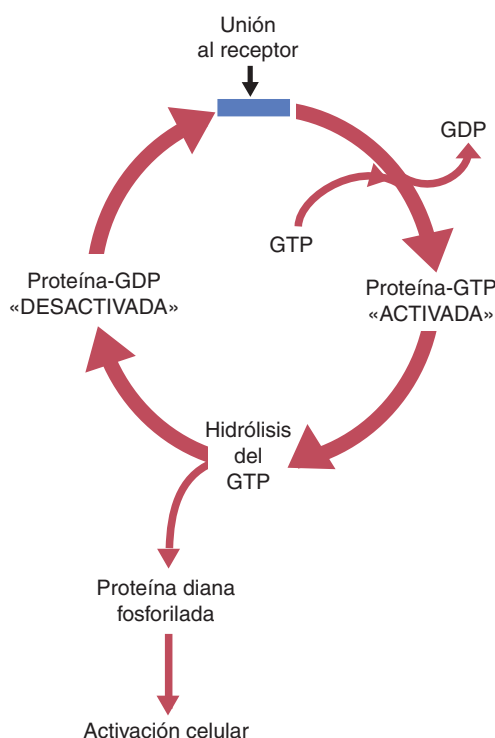 Unión
al receptor
GDP
GTP
Proteína-GDP
«DESACTIVADA»
Proteína-GTP
«ACTIVADA»
Hidrólisis
del
GTP
Proteína diana
fosforilada
Activación celular